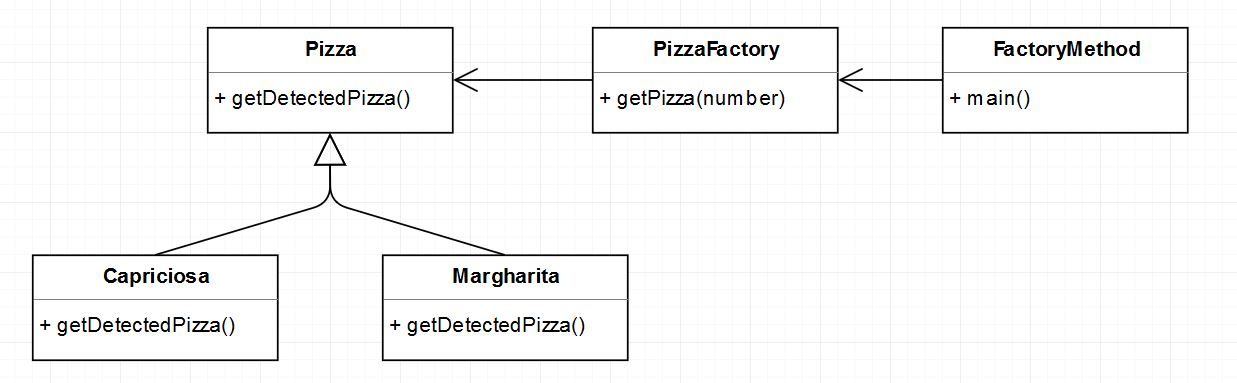 Pizza
+ getDetectedPizza()
PizzaFactory
+ getPizza(number)
FactoryMethod
+ main()
Capriciosa
+ getDetectedPizza()
Margharita
+ getDetectedPizza()